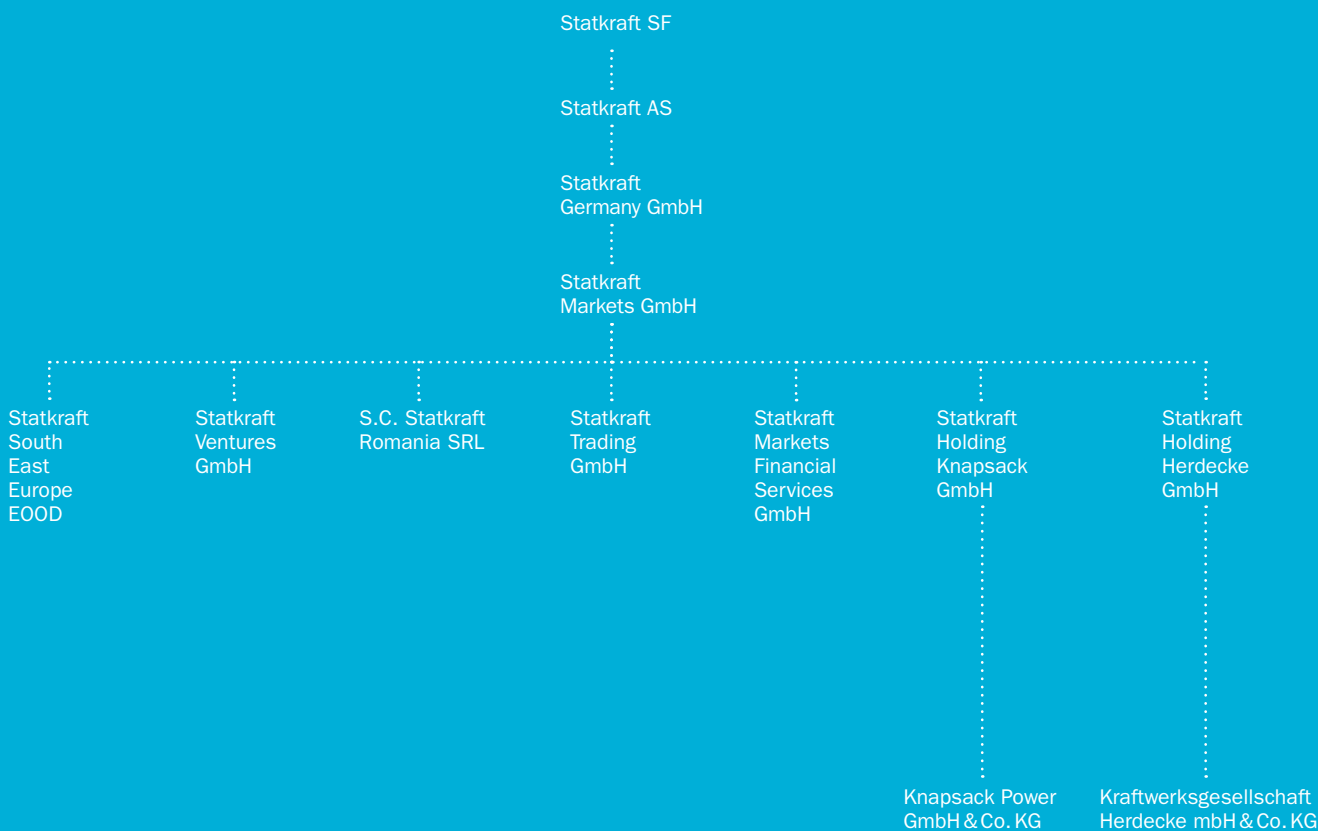 Statkraft SF
Statkraft AS
Statkraft
Germany GmbH
Statkraft
Markets GmbH
Statkraft
South
East
Europe
EOOD
Statkraft
Ventures
GmbH
S.C. Statkraft
Romania SRL
Statkraft
Trading
GmbH
Statkraft
Markets
Financial
Services
GmbH
Statkraft
Holding
Knapsack
GmbH
Statkraft
Holding
Herdecke
GmbH
Knapsack Power
GmbH & Co. KG
Kraftwerksgesellschaft
Herdecke mbH & Co. KG